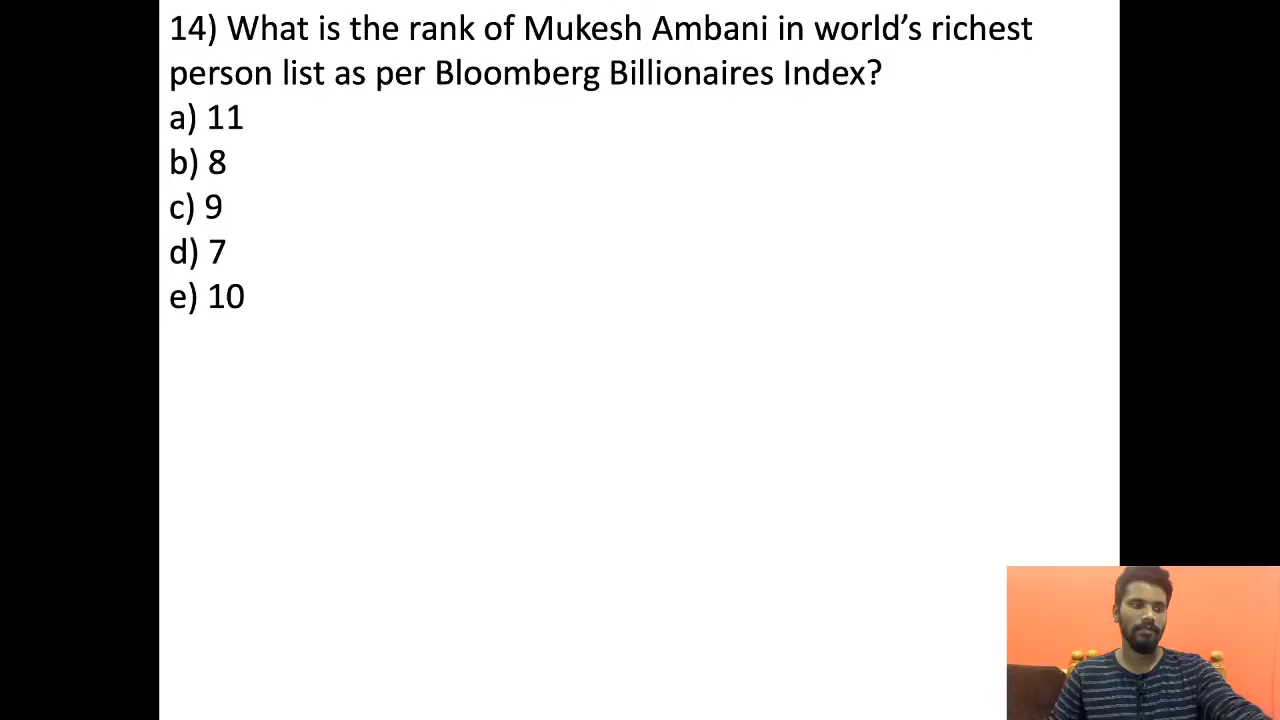 14) What is the rank of Mukesh Ambani in world’s richest
person list as per Bloomberg Billionaires Index?
a) 11
b) 8
c) 9
d) 7
e) 10